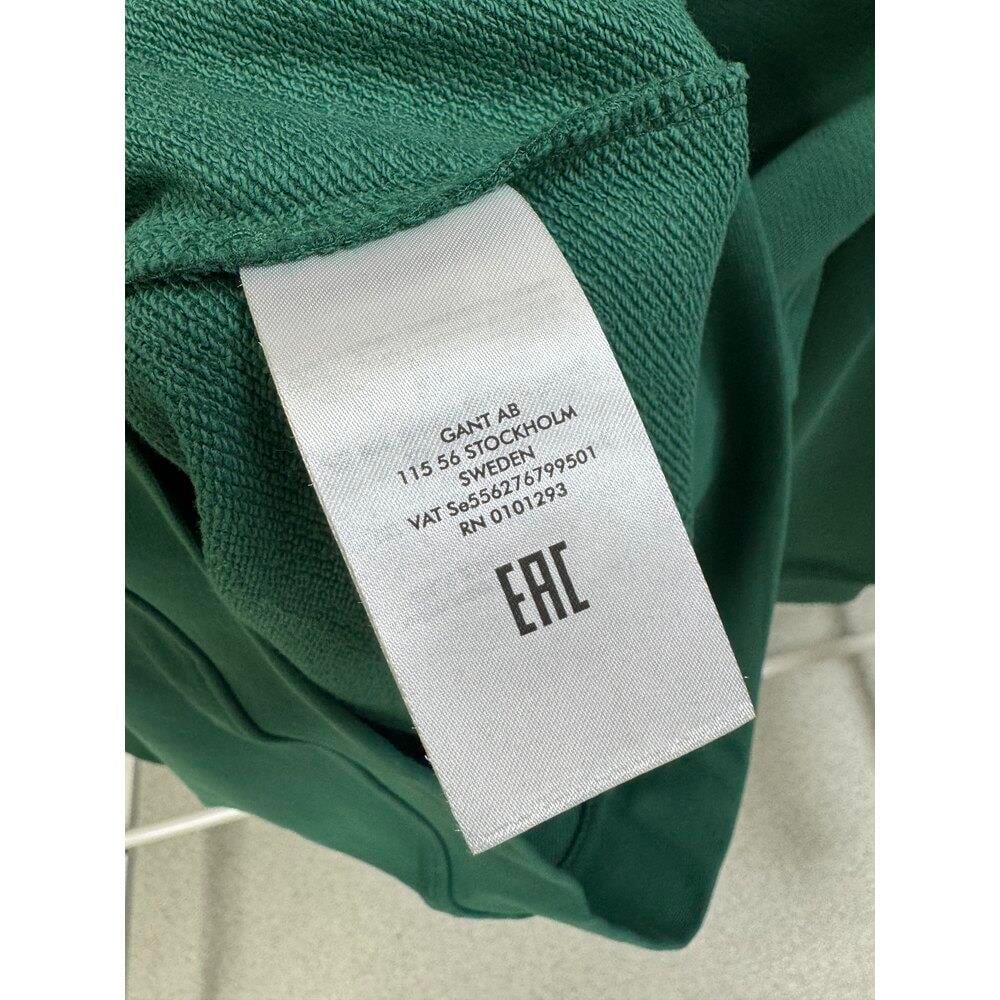 GANT AB
115 56 STOCKHOLM
SWEDEN
VAT Se556276799501
RN 0101293
EAC